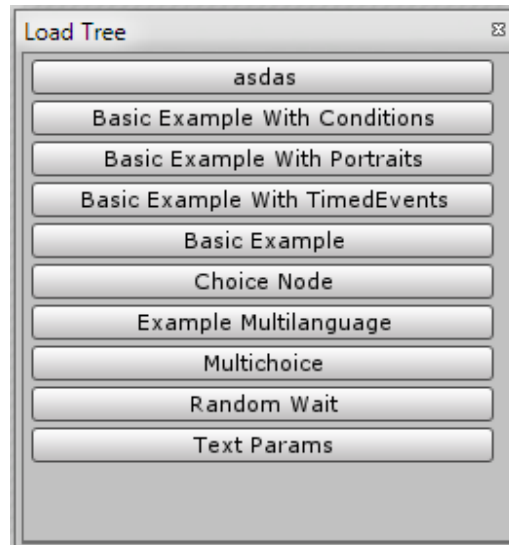 Load Tree
asdas
Basic Example With Conditions
Basic Example With Portraits
Basic Example With TimedEvents
Basic Example
Choice Node
Example Multilanguage
Multichoice
Random Wait
Text Params